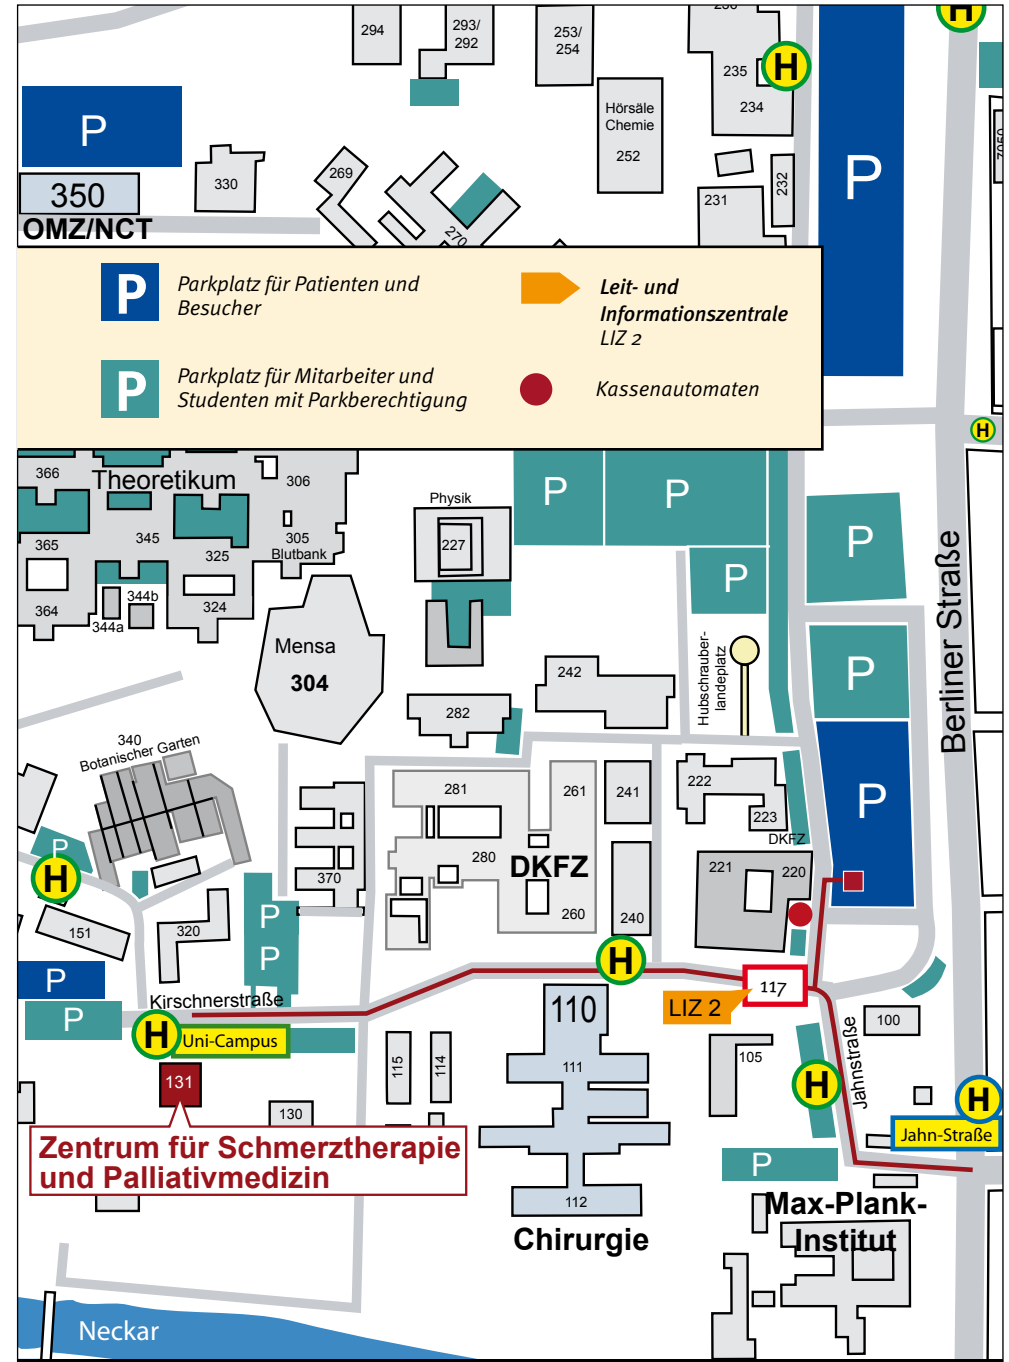 H
236
294
293/
292
253/
254
235
H
234
P
Hörsäle
Chemie
252
P
330
269
232
231
350
OMZ/NCT
270
P
Parkplatz für Patienten und
Besucher
Leit- und
Informationszentrale
LIZ 2
P
Parkplatz für Mitarbeiter und
Studenten mit Parkberechtigung
Kassenautomaten
H
366
Theoretikum
306
Physik
P
P
P
365
345
325
305
Blutbank
227
P
364
344a
344b
324
Mensa
304
Hubschrauber-
landeplatz
P
Berliner Straße
242
282
340
Botanischer Garten
281
261
241
222
223
DKFZ
P
P
H
370
280
DKFZ
221
220
151
320
P
P
260
240
H
P
P
Kirschnerstraße
H
Uni-Campus
110
LIZ 2
117
100
131
115
114
111
105
Jahnstraße
H
H
Jahn-Straße
130
Zentrum für Schmerztherapie
und Palliativmedizin
P
112
Chirurgie
Max-Plank-
Institut
Neckar